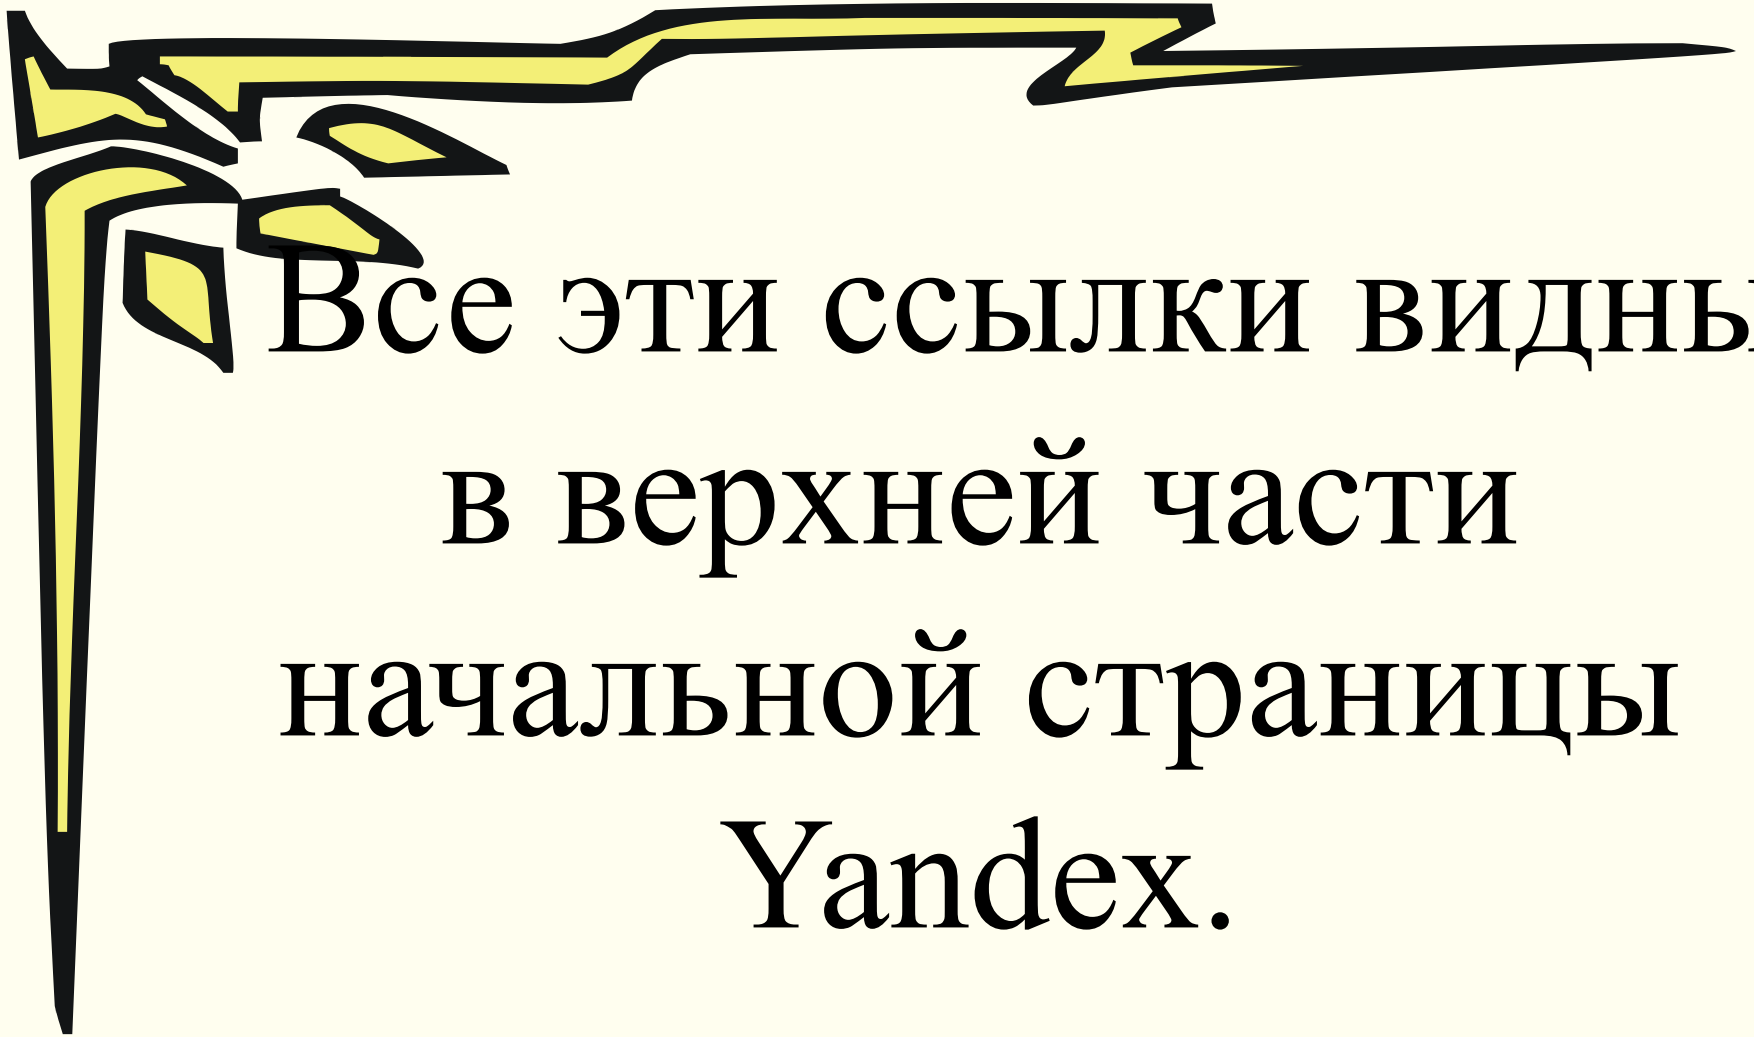 Все эти ссылки видны
в верхней части
начальной страницы
Yandex.